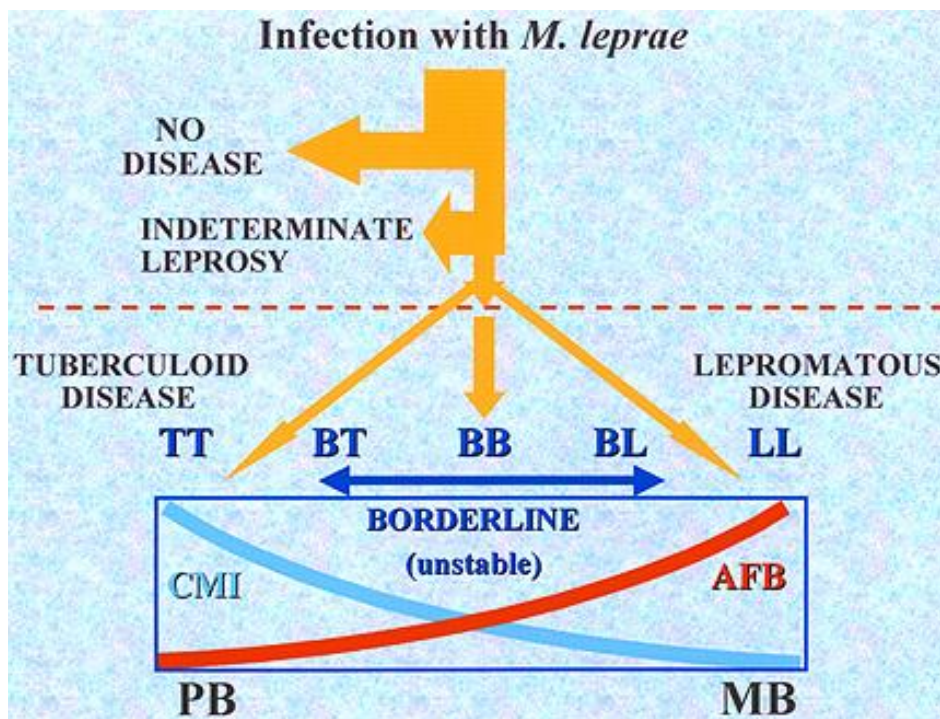 Infection with M. leprae
NO
DISEASE
INDETERMINATE
LEPROSY
TUBERCULOID
DISEASE
LEPROMATOUS
DISEASE
TT BT BB BL LL
BORDERLINE
(unstable)
CMI
AFB
PB MB